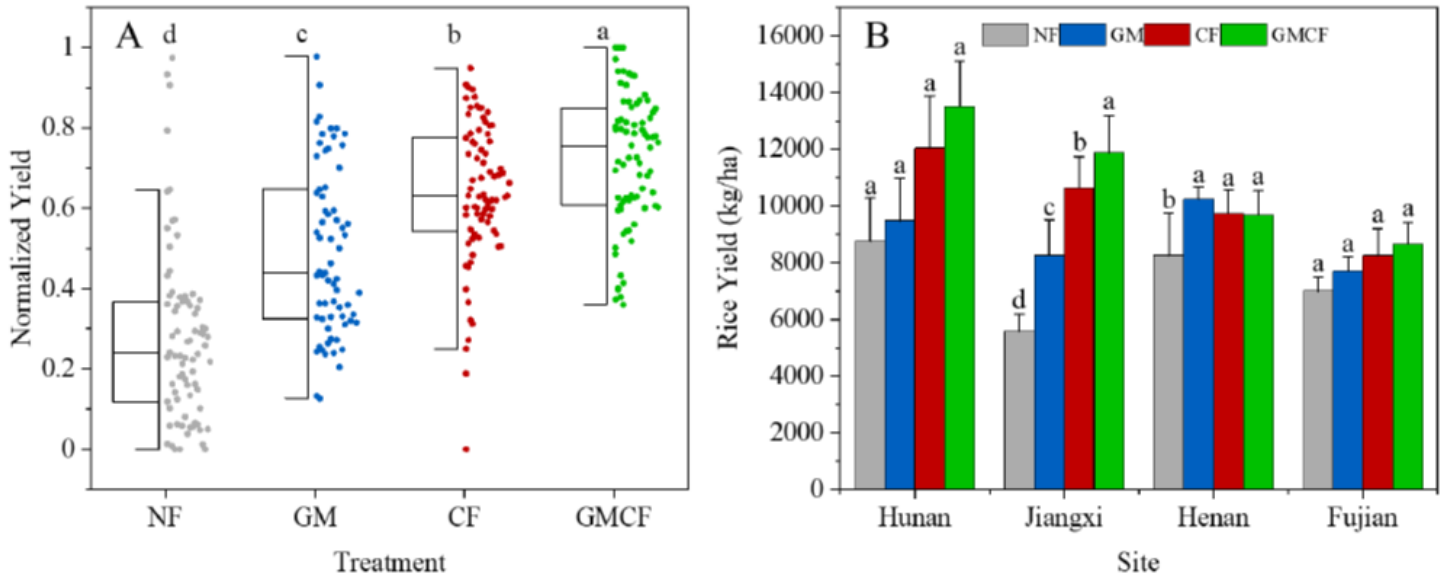 A
d
c
b
a
1
0.8
0.6
0.4
0.2
0
Normalized Yield
NF
GM
CF
GMCF
Treatment
B
NF
GM
CF
GMCF
16000
14000
12000
10000
8000
6000
4000
2000
0
Rice Yield (kg/ha)
a
a
a
a
d
c
b
a
b
a
a
a
a
a
a
a
Hunan
Jiangxi
Henan
Fujian
Site